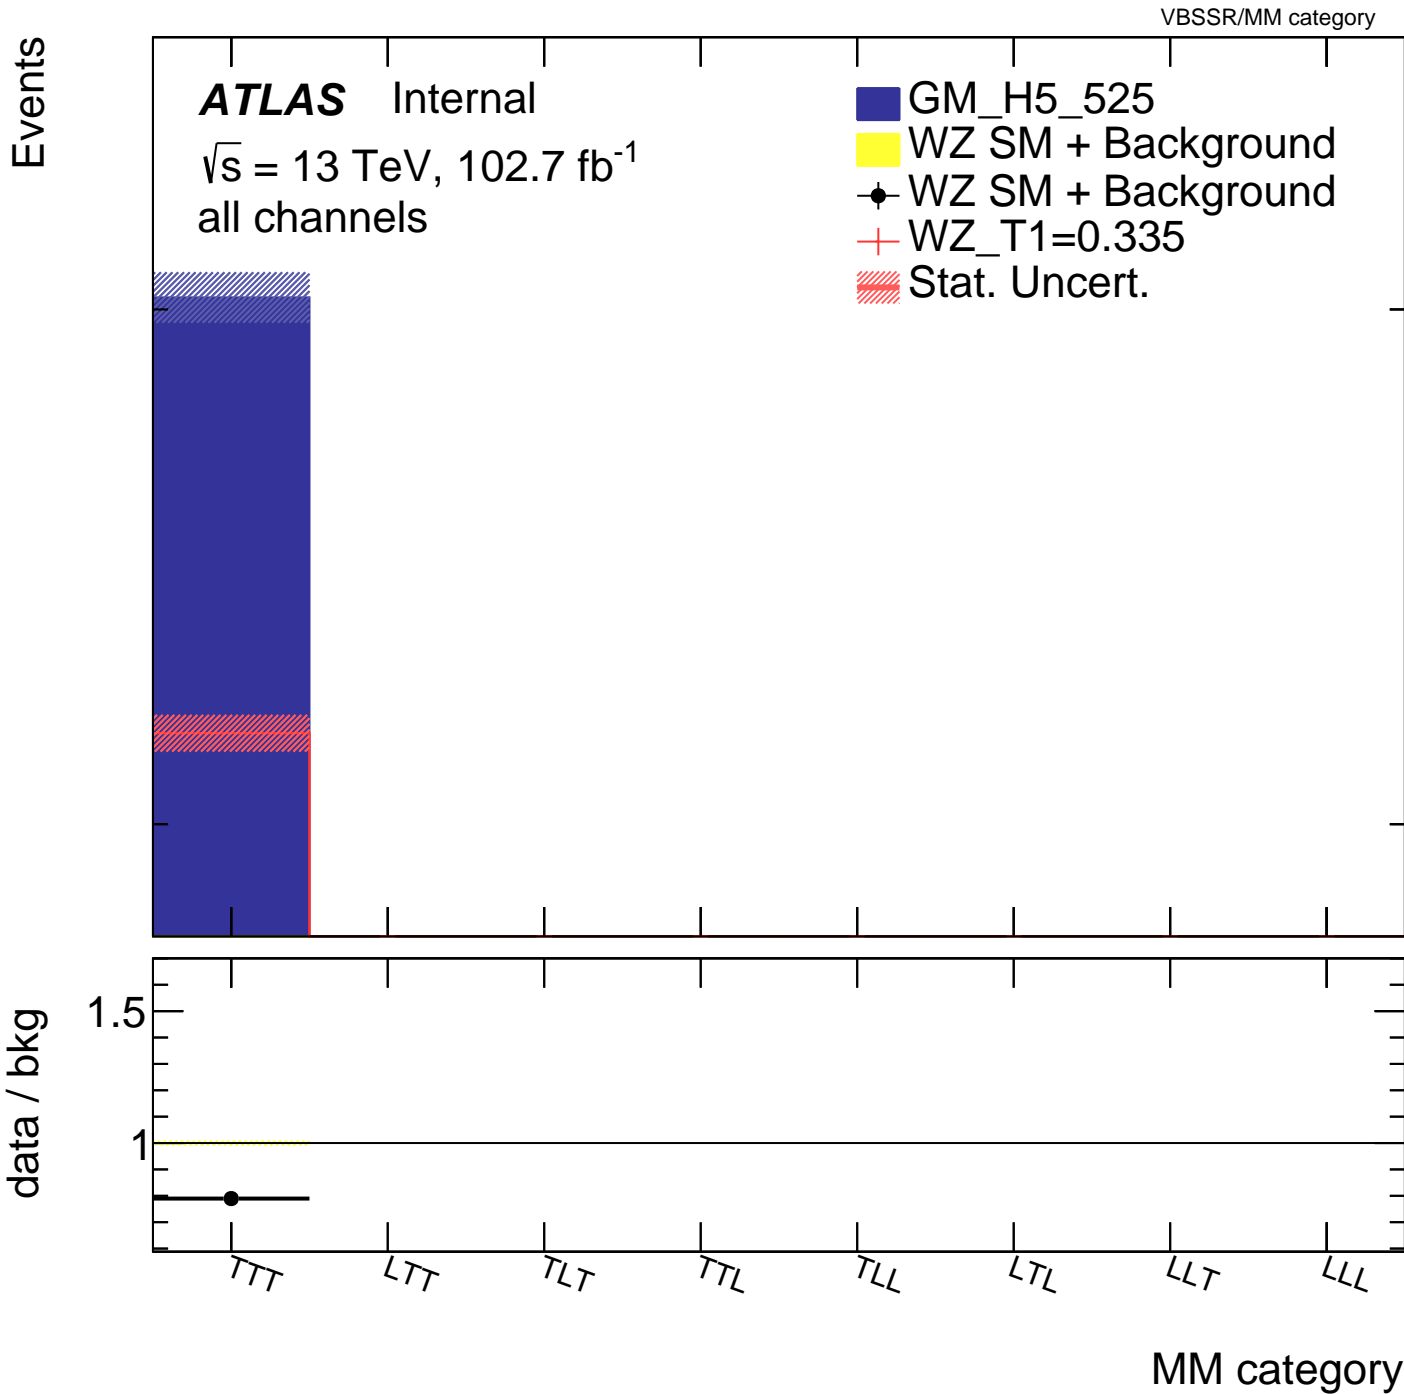 VBSSR/MM category
Events
ATLAS Internal
√s = 13 TeV, 102.7 fb⁻¹
all channels
GM_H5_525
WZ SM + Background
WZ SM + Background
WZ_T1=0.335
Stat. Uncert.
data / bkg
1.5
1
TTT LTT TLT TTL TLL LTL LLT LLL
MM category